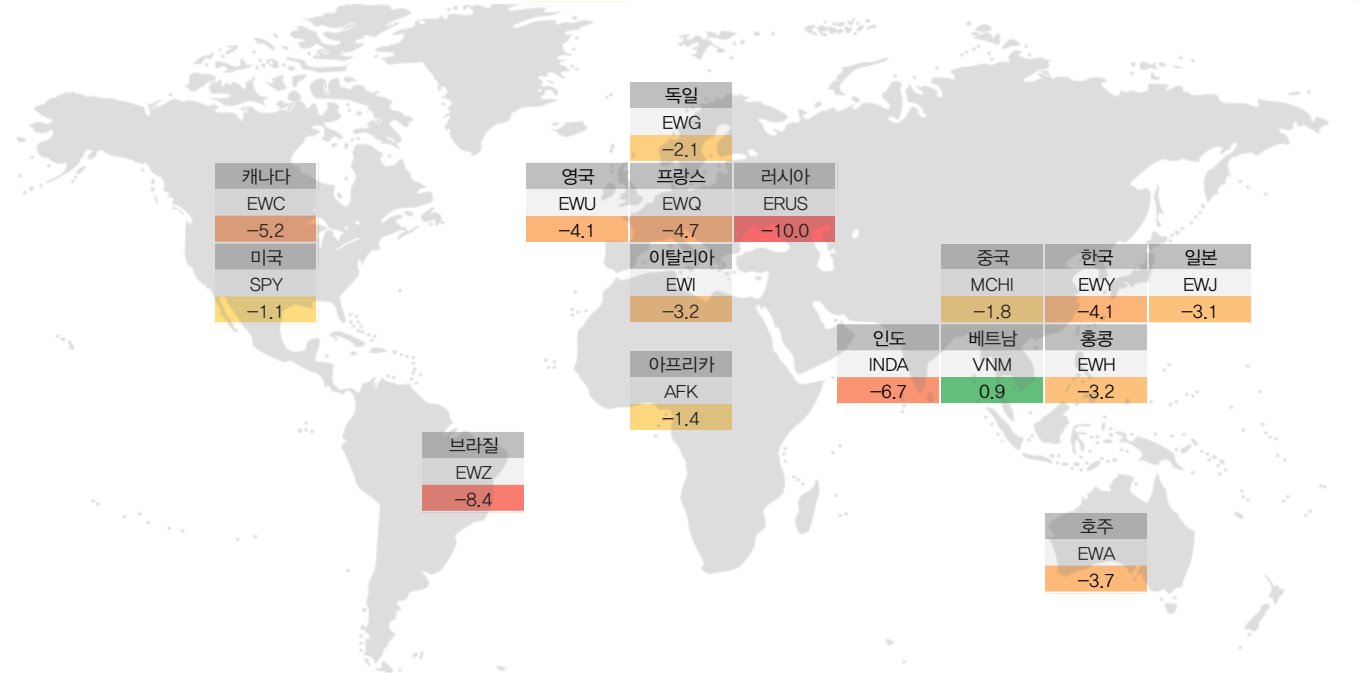 독일
EWG
-2.1
캐나다
EWC
-5.2
미국
SPY
-1.1
영국
EWU
-4.1
프랑스
EWQ
-4.7
러시아
ERUS
-10.0
이탈리아
EWI
-3.2
중국
MCHI
-1.8
한국
EWY
-4.1
일본
EWJ
-3.1
인도
INDA
-6.7
베트남
VNM
0.9
홍콩
EWH
-3.2
아프리카
AFK
-1.4
브라질
EWZ
-8.4
호주
EWA
-3.7